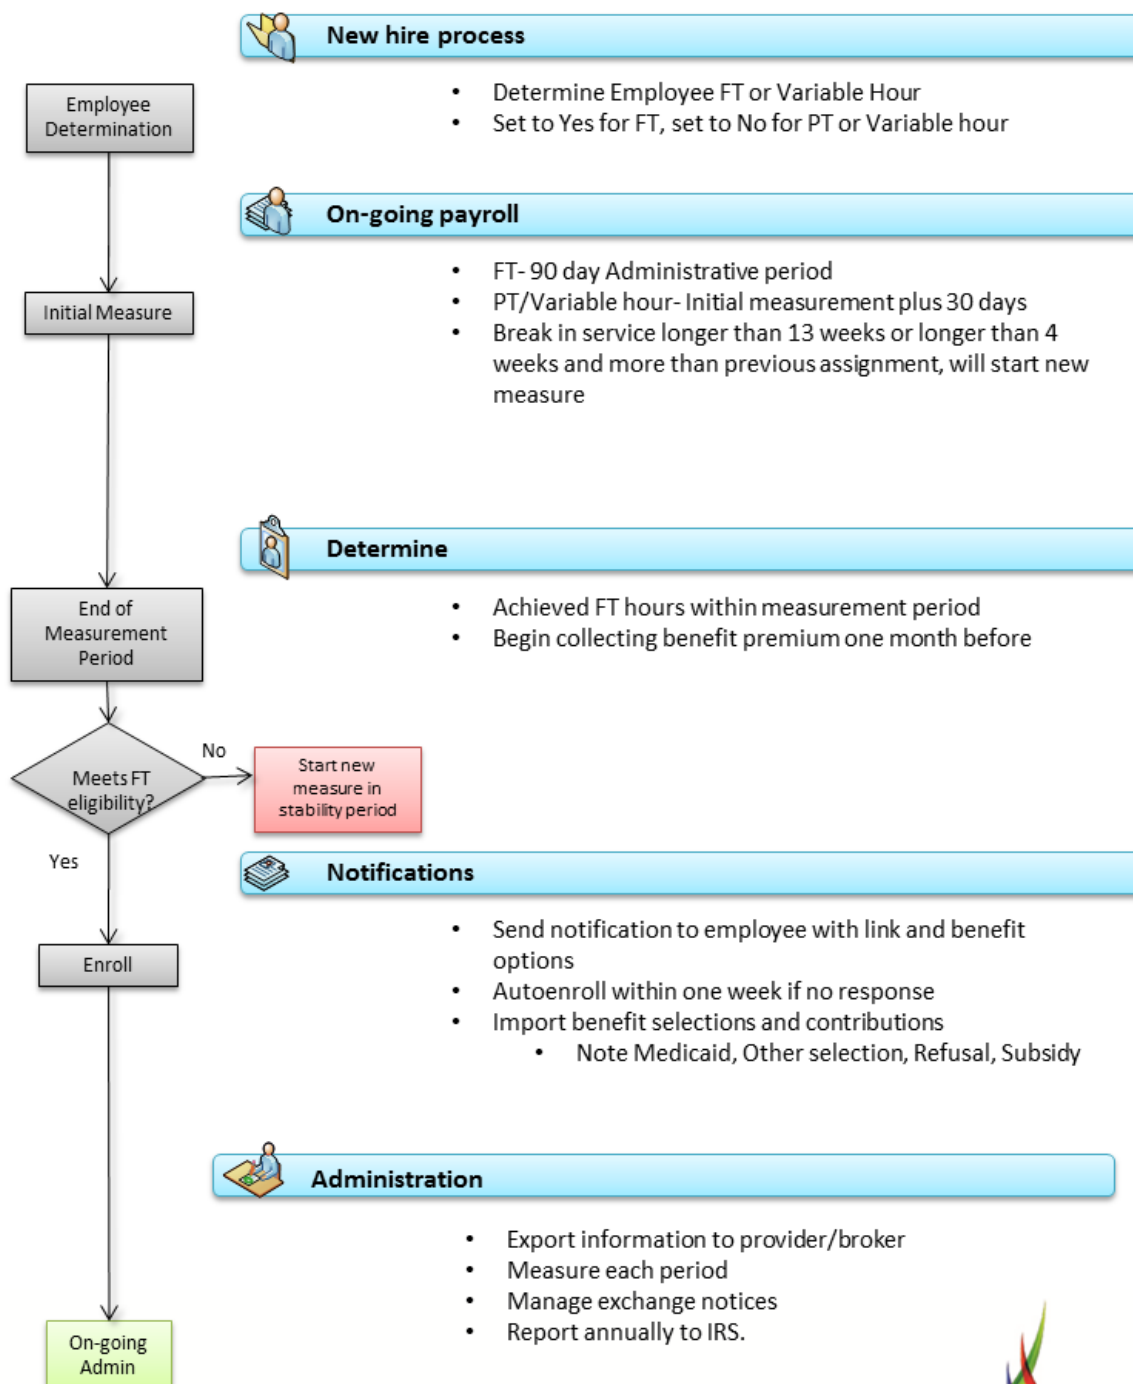 New hire process
Employee
Determination
• Determine Employee FT or Variable Hour
• Set to Yes for FT, set to No for PT or Variable hour
On-going payroll
Initial Measure
• FT- 90 day Administrative period
• PT/Variable hour- Initial measurement plus 30 days
• Break in service longer than 13 weeks or longer than 4
weeks and more than previous assignment, will start new
measure
Determine
End of
Measurement
Period
• Achieved FT hours within measurement period
• Begin collecting benefit premium one month before
Meets FT
eligibility?
No
Start new
measure in
stability period
Yes
Notifications
Enroll
• Send notification to employee with link and benefit
options
• Autoenroll within one week if no response
• Import benefit selections and contributions
• Note Medicaid, Other selection, Refusal, Subsidy
Administration
• Export information to provider/broker
• Measure each period
• Manage exchange notices
• Report annually to IRS.
On-going
Admin